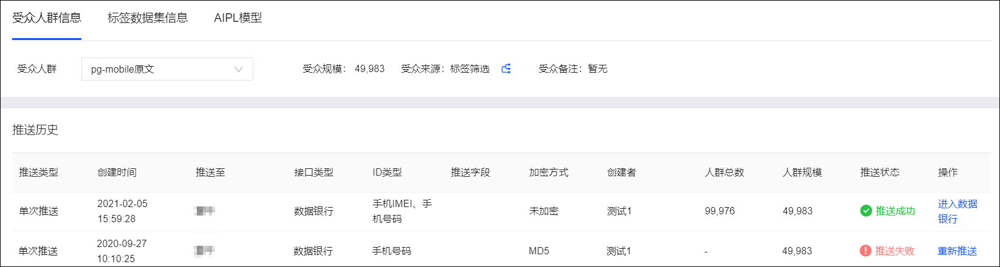 受众人群信息 标签数据集信息 AIPL模型
受众人群 pg-mobile原文 受众规模： 49,983 受众来源：标签筛选 受众备注：暂无
推送历史
推送类型 创建时间 推送至 接口类型 ID类型 推送字段 加密方式 创建者 人群总数 人群规模 推送状态 操作
单次推送 2021-02-05 15:59:28 数据银行 手机IMEI、手机号码 未加密 测试1 99,976 49,983 推送成功 进入数据银行
单次推送 2020-09-27 10:10:25 数据银行 手机号码 MD5 测试1 - 49,983 推送失败 重新推送